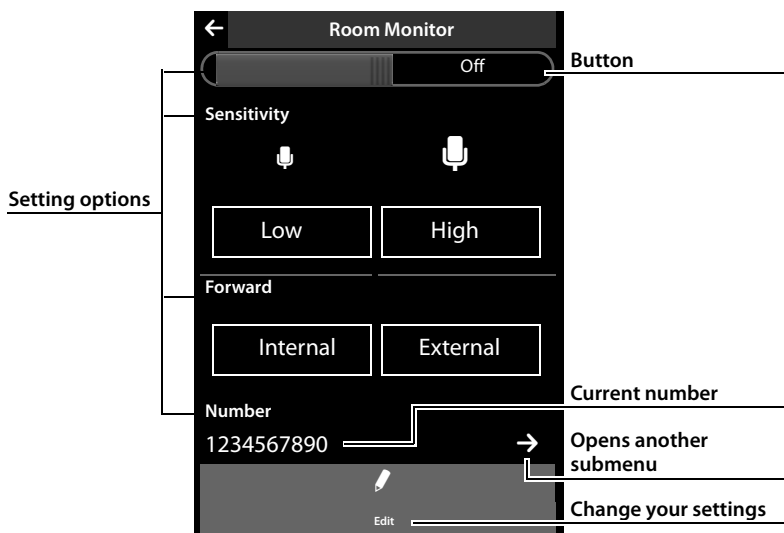 Room Monitor
Off
Button
Sensitivity
Setting options
Low High
Forward
Internal External
Current number
Number
1234567890
Opens another
submenu
Change your settings
Edit